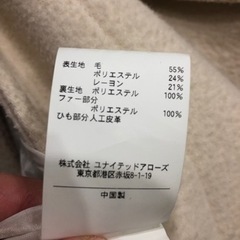 表生地 毛 55%
ポリエステル 24%
レーヨン 21%
裏生地 ポリエステル 100%
ファー部分
ポリエステル 100%
ひも部分人工皮革
株式会社 ユナイテッドアローズ
東京都港区赤坂8-1-19
中国製